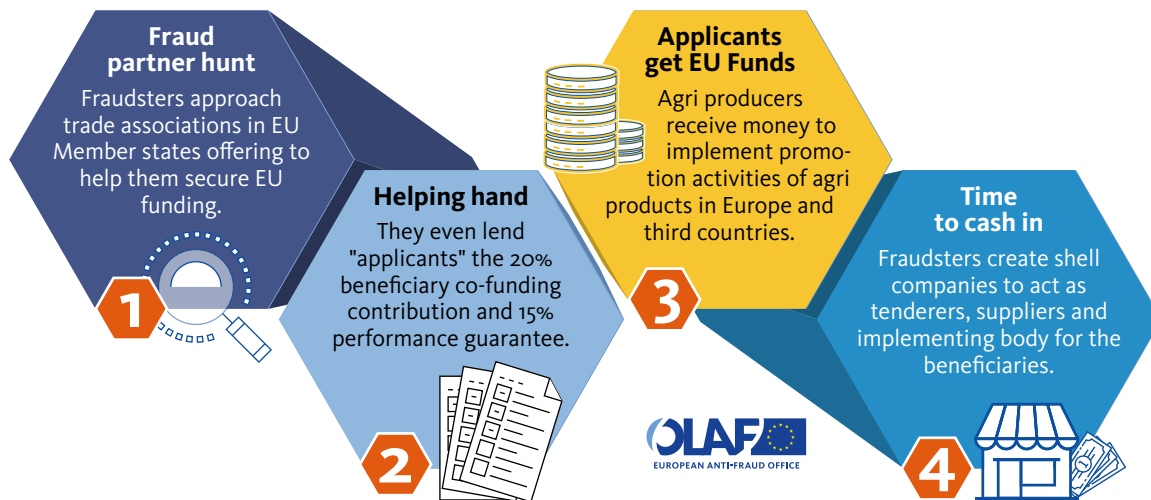 Fraud
partner hunt
Fraudsters approach
trade associations in EU
Member states offering to
help them secure EU
funding.
1
Helping hand
They even lend
"applicants" the 20%
beneficiary co-funding
contribution and 15%
performance guarantee.
2
Applicants
get EU Funds
Agri producers
receive money to
implement promo-
tion activities of agri
products in Europe and
third countries.
3
Time
to cash in
Fraudsters create shell
companies to act as
tenderers, suppliers and
implementing body for the
beneficiaries.
4
OLAF
EUROPEAN ANTI-FRAUD OFFICE